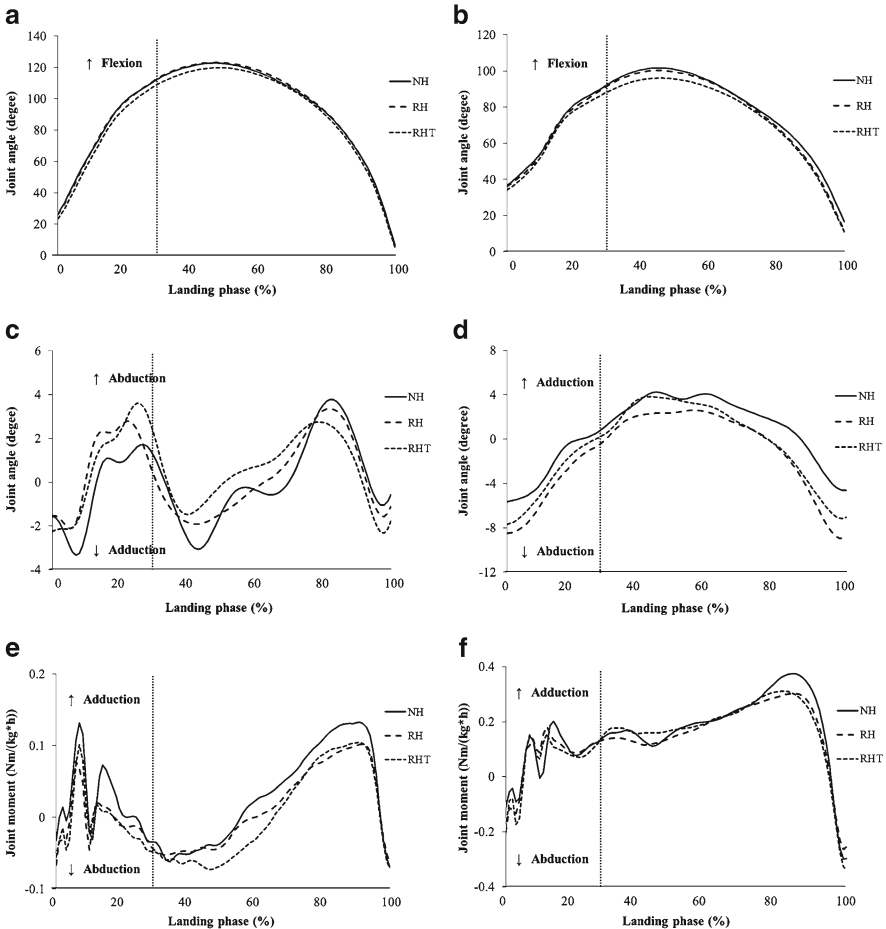 a
140
120
100
80
60
40
20
0
↑ Flexion
Joint angle (degee)
0 20 40 60 80 100
Landing phase (%)
NH
RH
RHT
b
120
100
80
60
40
20
0
↑ Flexion
Joint angle (degee)
0 20 40 60 80 100
Landing phase (%)
NH
RH
RHT
c
6
4
2
0
-2
-4
↑ Abduction
↓ Adduction
Joint angle (degee)
0 20 40 60 80 100
Landing phase (%)
NH
RH
RHT
d
8
4
0
-4
-8
-12
↑ Adduction
↓ Abduction
Joint angle (degree)
0 20 40 60 80 100
Landing phase (%)
NH
RH
RHT
e
0.2
0.1
0
-0.1
↑ Adduction
↓ Abduction
Joint moment (Nm/(kg*h))
0 20 40 60 80 100
Landing phase (%)
NH
RH
RHT
f
0.4
0.2
0
-0.2
-0.4
↑ Adduction
↓ Abduction
Joint moment (Nm/(kg*h))
0 20 40 60 80 100
Landing phase (%)
NH
RH
RHT